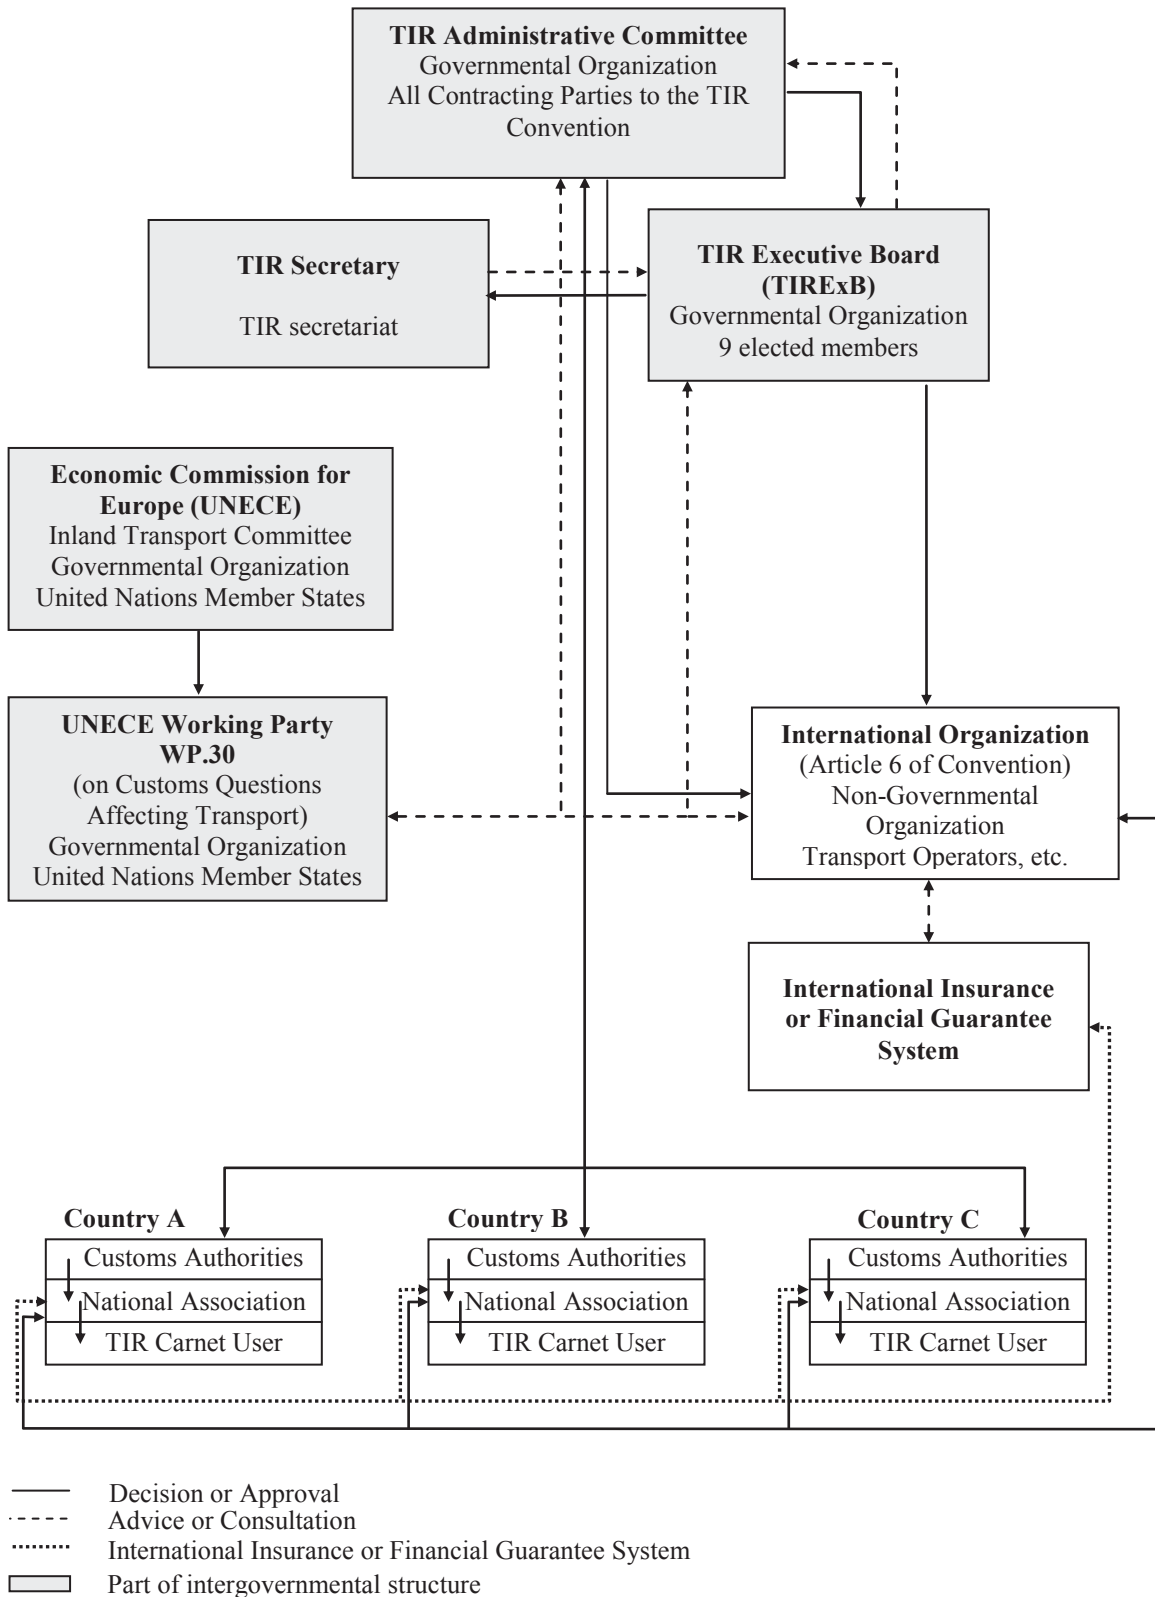 TIR Administrative Committee
Governmental Organization
All Contracting Parties to the TIR
Convention
TIR Secretary
TIR secretariat
TIR Executive Board
(TIRExB)
Governmental Organization
9 elected members
Economic Commission for
Europe (UNECE)
Inland Transport Committee
Governmental Organization
United Nations Member States
UNECE Working Party
WP.30
(on Customs Questions
Affecting Transport)
Governmental Organization
United Nations Member States
International Organization
(Article 6 of Convention)
Non-Governmental
Organization
Transport Operators, etc.
International Insurance
or Financial Guarantee
System
Country A
Customs Authorities
National Association
TIR Carnet User
Country B
Customs Authorities
National Association
TIR Carnet User
Country C
Customs Authorities
National Association
TIR Carnet User
Decision or Approval
Advice or Consultation
International Insurance or Financial Guarantee System
Part of intergovernmental structure